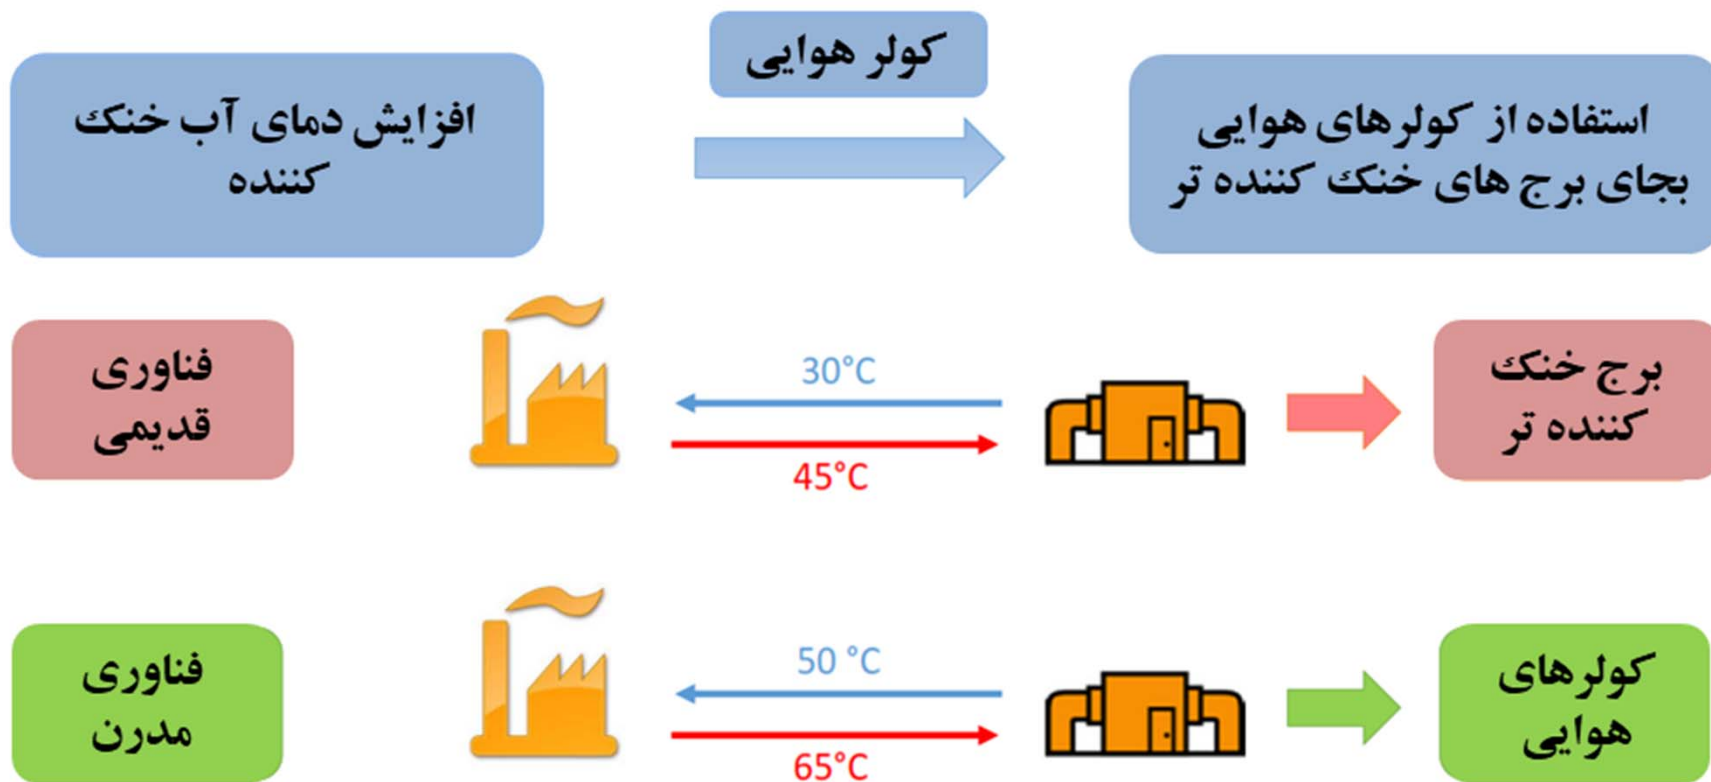 کولر هوایی
افزایش دمای آب خنک
کننده
استفاده از کولرهای هوایی
بجای برج های خنک کننده تر
فناوری
قدیمی
30°C
45°C
برج خنک
کننده تر
فناوری
مدرن
50 °C
65°C
کولرهای
هوایی